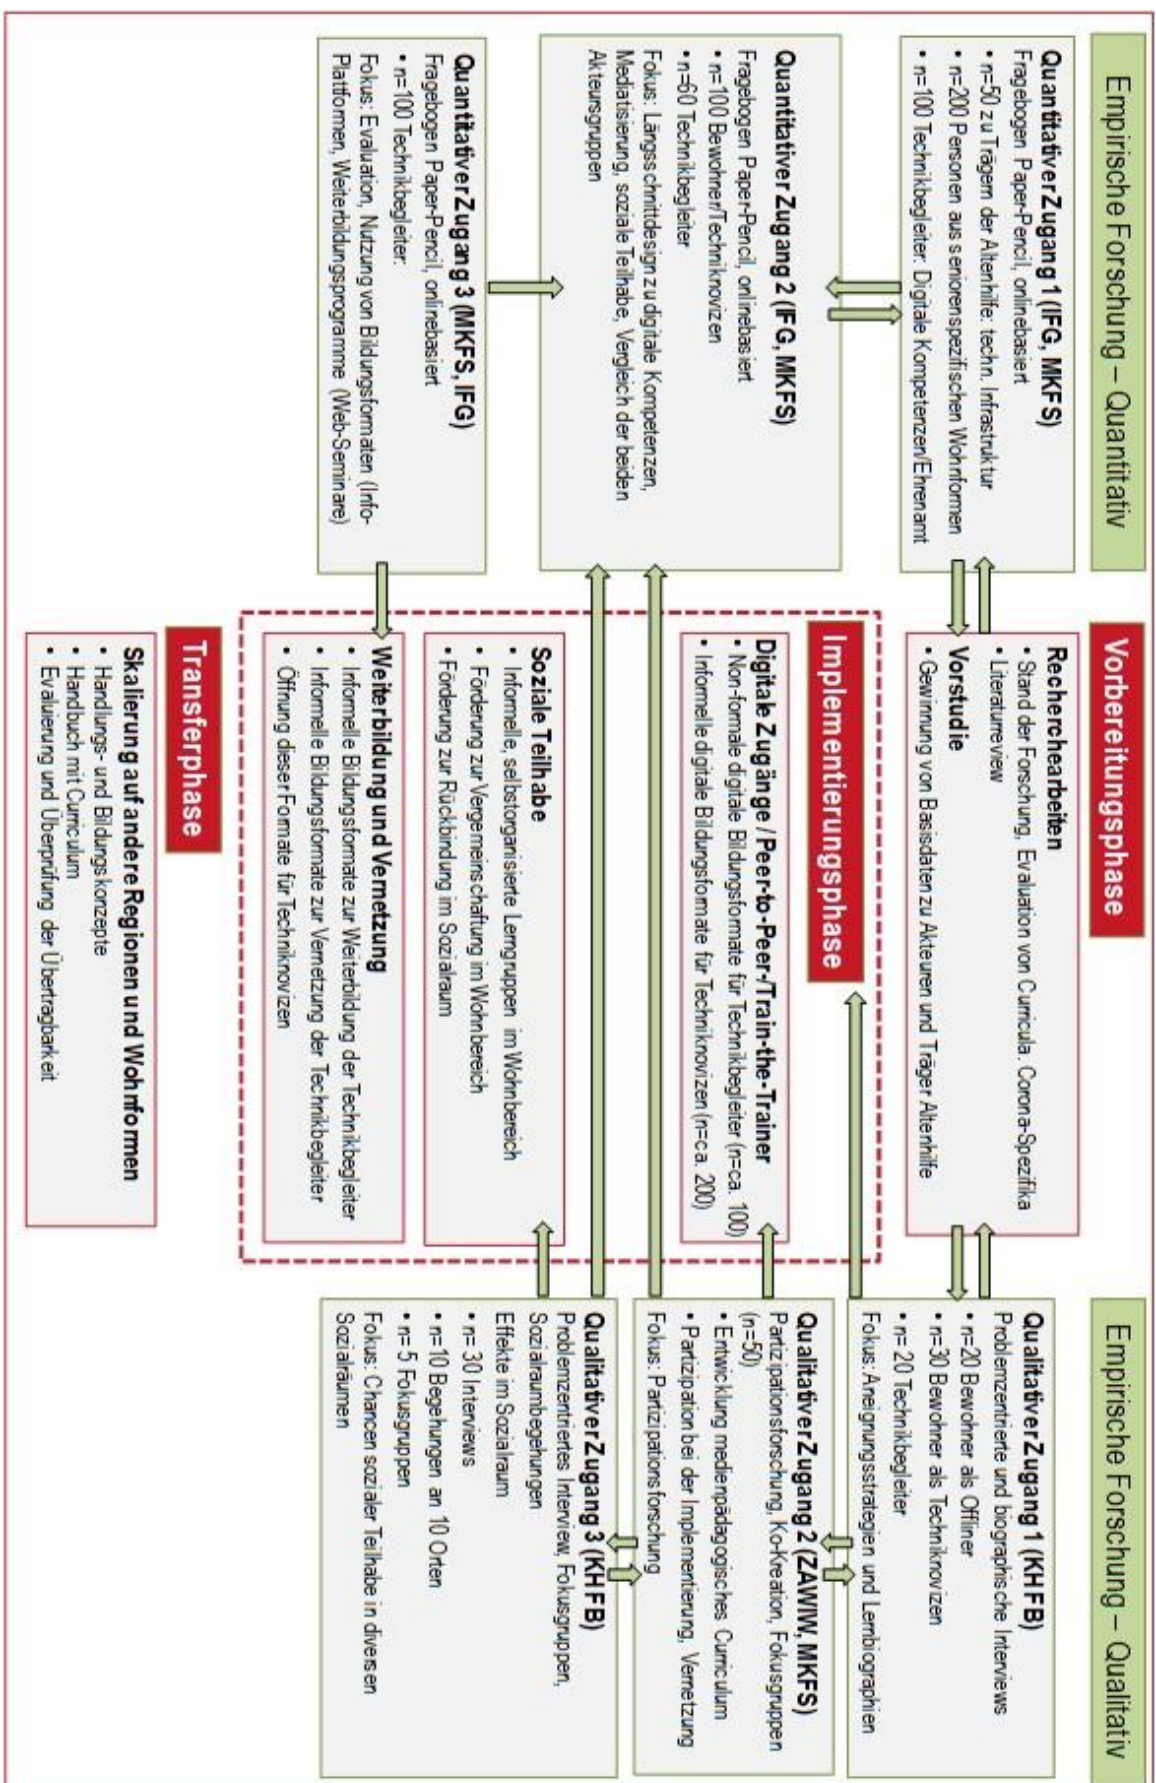 Empirische Forschung – Quantitativ
Quantitativer Zugang 1 (IFG, MKFS)
Fragebogen Paper-Pencil, onlinebasiert
• n=50 zu Trägern der Altenhilfe: techn. Infrastruktur
• n=200 Personen aus seniorenspezifischen Wohnformen
• n=100 Technikbegleiter: Digitale Kompetenzen/Ehrenamt
Quantitativer Zugang 2 (IFG, MKFS)
Fragebogen Paper-Pencil, onlinebasiert
• n=100 Bewohner/Techniknovizen
• n=60 Technikbegleiter
Fokus: Längsschnittdesign zu digitale Kompetenzen,
Mediatisierung, soziale Teilhabe, Vergleich der beiden
Akteursgruppen
Quantitativer Zugang 3 (MKFS, IFG)
Fragebogen Paper-Pencil, onlinebasiert
• n=100 Technikbegleiter:
Fokus: Evaluation, Nutzung von Bildungsformaten (Info-
Plattformen, Weiterbildungsprogramme (Web-Seminare)
Vorbereitungsphase
Recherchearbeiten
• Stand der Forschung, Evaluation von Curricula. Corona-Spezifika
• Literaturreview
Vorstudie
• Gewinnung von Basisdaten zu Akteuren und Träger Altenhilfe
Implementierungsphase
Digitale Zugänge / Peer-to-Peer-/Train-the-Trainer
• Non-formale digitale Bildungsformate für Technikbegleiter (n=ca. 100)
• Informelle digitale Bildungsformate für Techniknovizen (n=ca. 200)
Soziale Teilhabe
• Informelle, selbstorganisierte Lerngruppen im Wohnbereich
• Förderung zur Vergemeinschaftung im Wohnbereich
• Förderung zur Rückbindung im Sozialraum
Weiterbildung und Vernetzung
• Informelle Bildungsformate zur Weiterbildung der Technikbegleiter
• Informelle Bildungsformate zur Vernetzung der Technikbegleiter
• Öffnung dieser Formate für Techniknovizen
Transferphase
Skalierung auf andere Regionen und Wohnformen
• Handlungs- und Bildungskonzepte
• Handbuch mit Curriculum
• Evaluierung und Überprüfung der Übertragbarkeit
Empirische Forschung – Qualitativ
Qualitativer Zugang 1 (KHFB)
Problemzentrierte und biographische Interviews
• n=20 Bewohner als Offliner
• n=30 Bewohner als Techniknovizen
• n= 20 Technikbegleiter
Fokus: Aneignungsstrategien und Lernbiographien
Qualitativer Zugang 2 (ZAWIW, MKFS)
Partizipationsforschung, Ko-Kreation, Fokusgruppen
(n=50)
• Entwicklung medienpädagogisches Curriculum
• Partizipation bei der Implementierung, Vernetzung
Fokus: Partizipationsforschung
Qualitativer Zugang 3 (KHFB)
Problemzentriertes Interview, Fokusgruppen,
Sozialraumbegehungen
Effekte im Sozialraum
• n= 30 Interviews
• n=10 Begehungen an 10 Orten
• n= 5 Fokusgruppen
Fokus: Chancen sozialer Teilhabe in diversen
Sozialräumen